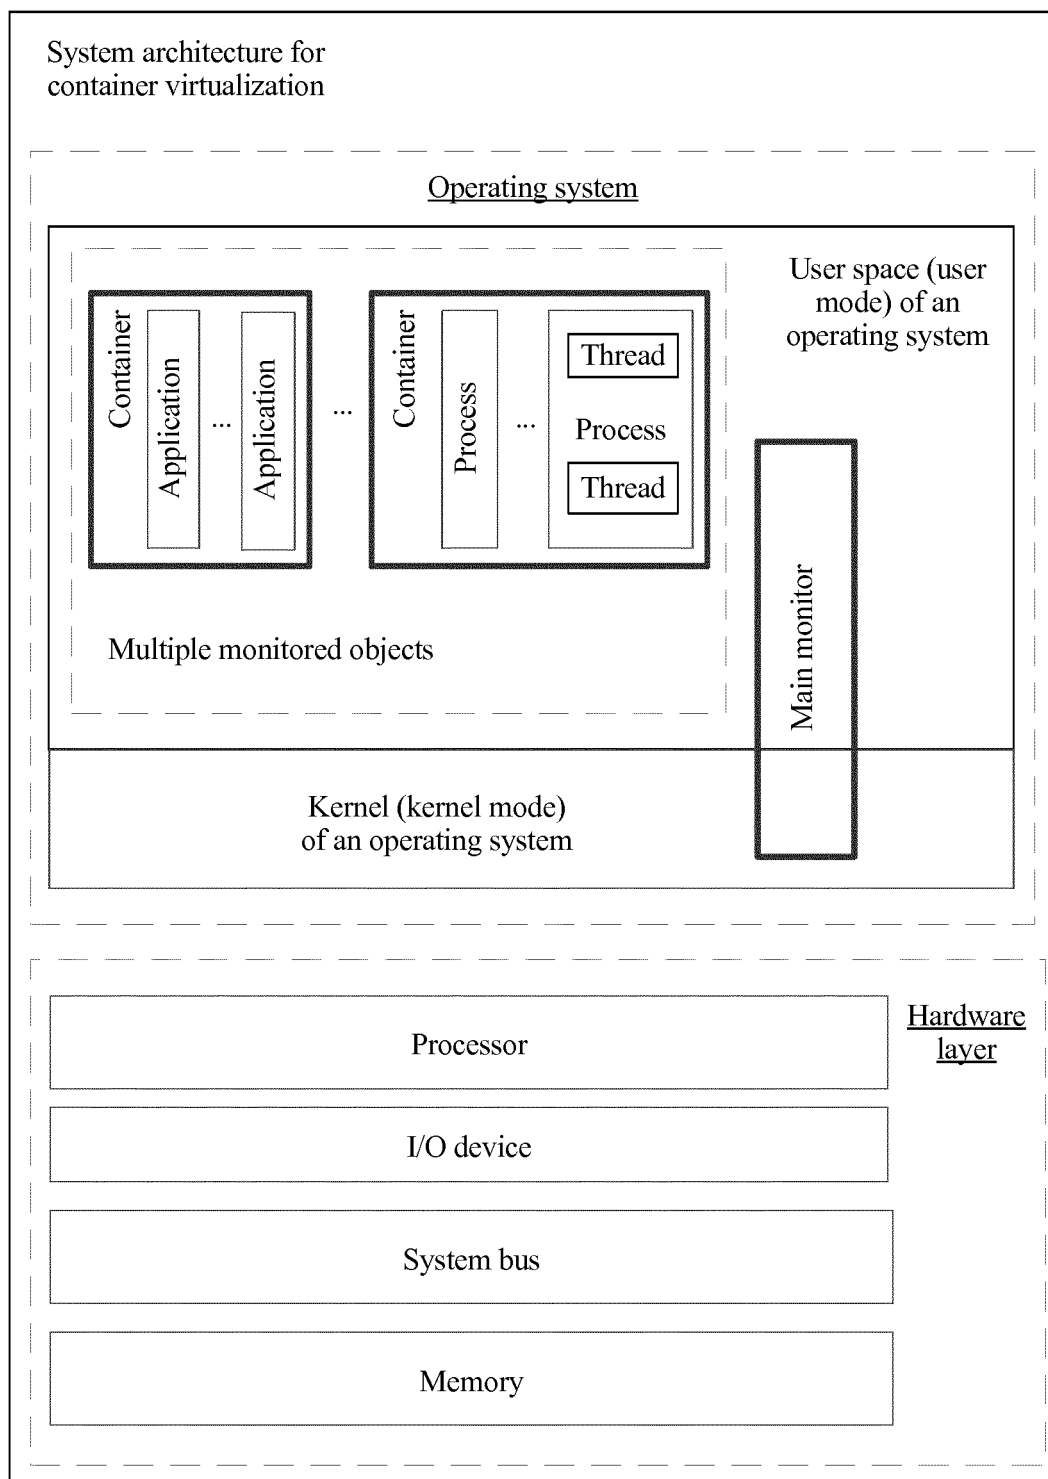 System architecture for
container virtualization
Operating system
User space (user
mode) of an
operating system
Container
Application
...
Application
...
Container
Process
...
Thread
Process
Thread
Multiple monitored objects
Main monitor
Kernel (kernel mode)
of an operating system
Hardware
layer
Processor
I/O device
System bus
Memory